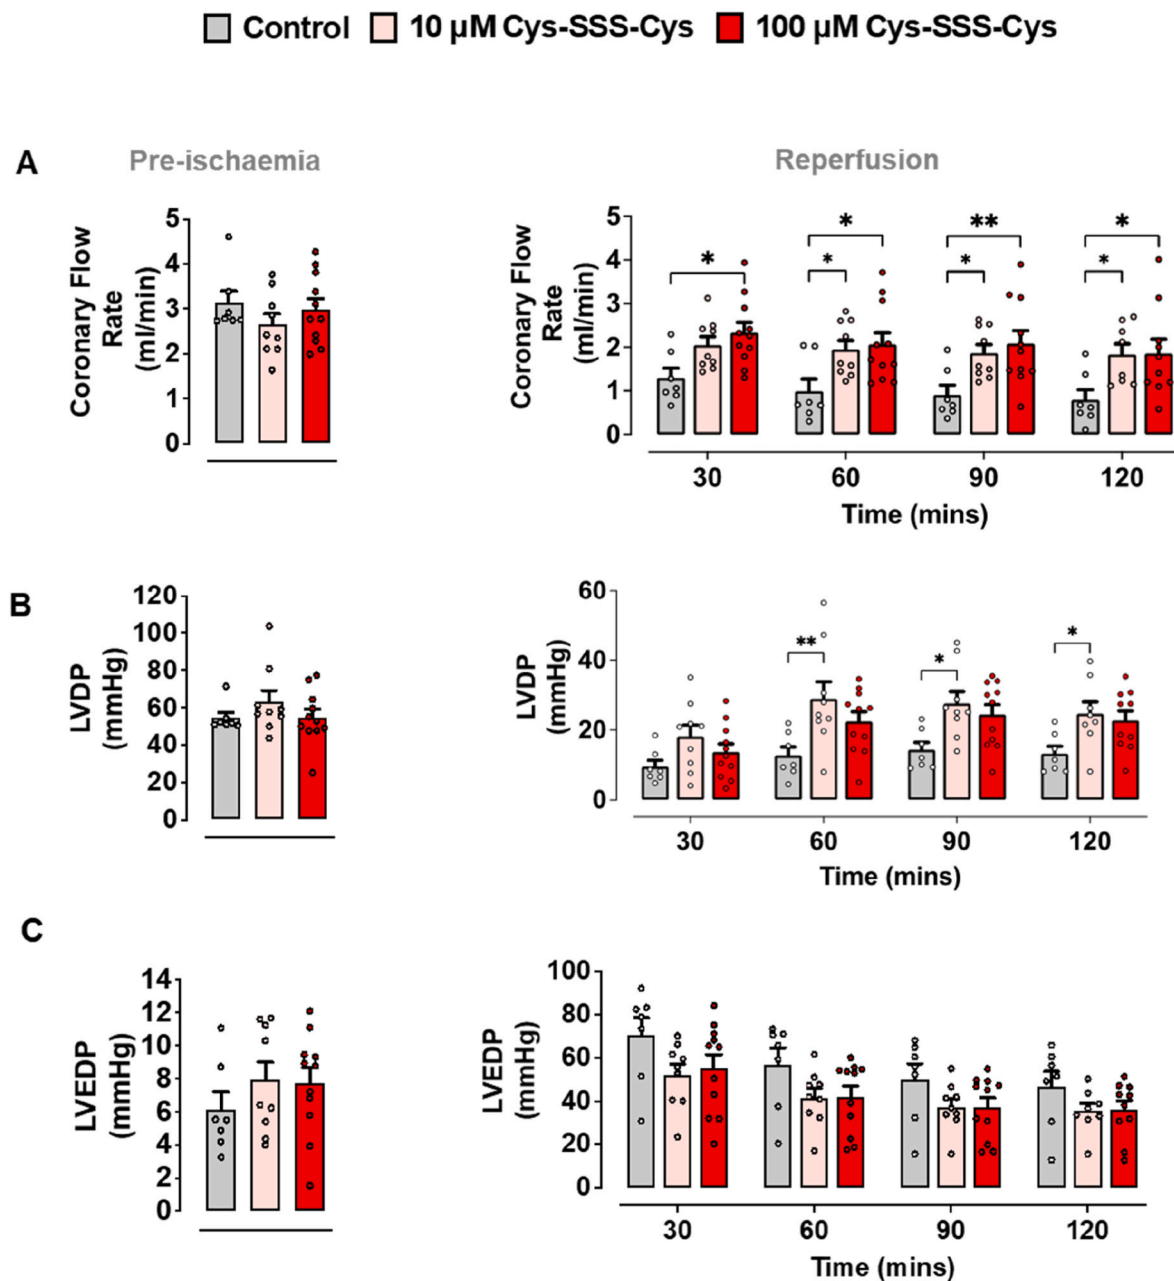 Control 10 µM Cys-SSS-Cys 100 µM Cys-SSS-Cys
A
Pre-ischaemia
Reperfusion
Coronary Flow
Rate
(ml/min)
5
4
3
2
1
0
Coronary Flow
Rate
(ml/min)
5
4
3
2
1
0
*
*
*
**
*
*
*
30 60 90 120
Time (mins)
B
LVDP
(mmHg)
120
100
80
60
40
20
0
LVDP
(mmHg)
60
40
20
0
**
*
*
30 60 90 120
Time (mins)
C
LVEDP
(mmHg)
14
12
10
8
6
4
2
0
LVEDP
(mmHg)
100
80
60
40
20
0
30 60 90 120
Time (mins)